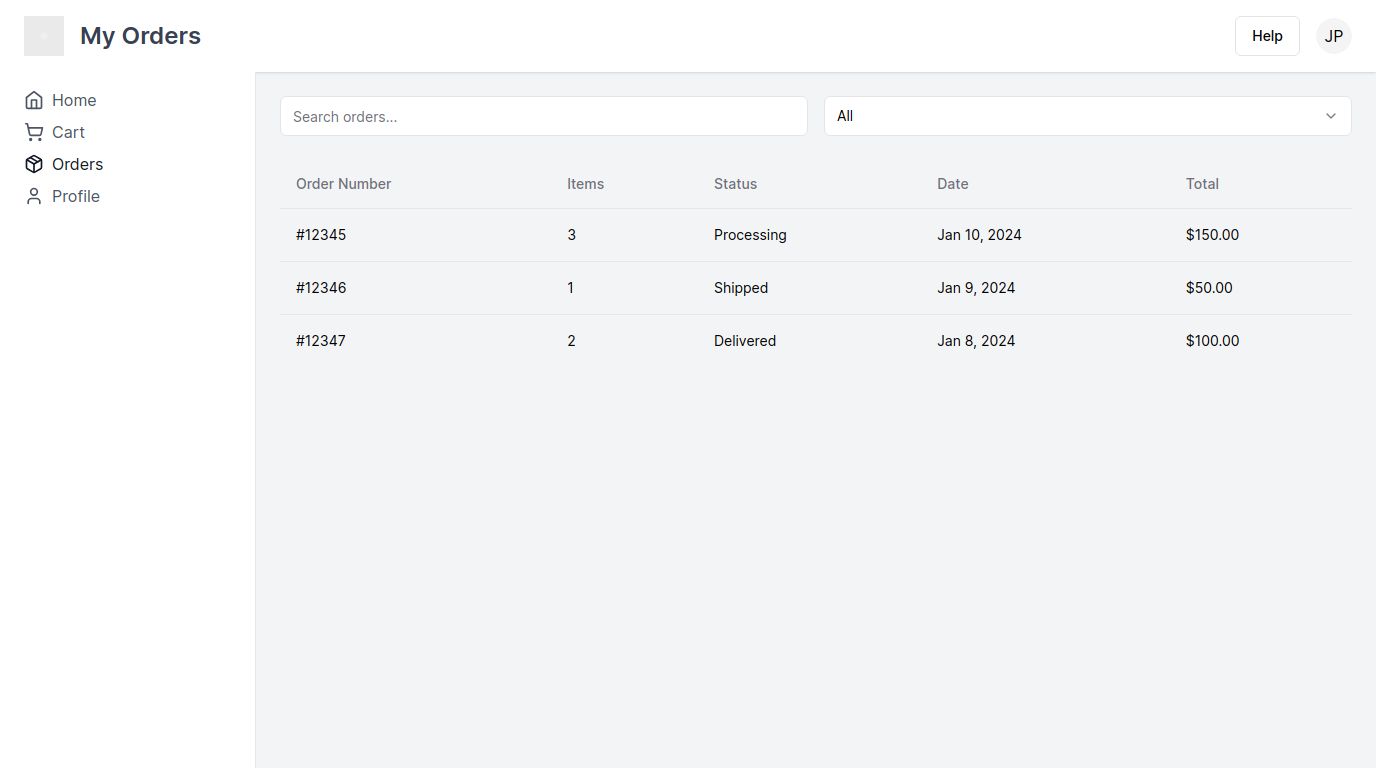 My Orders
Help
JP
Home
Cart
Orders
Profile
Search orders...
All
Order Number Items Status Date Total
#12345 3 Processing Jan 10, 2024 $150.00
#12346 1 Shipped Jan 9, 2024 $50.00
#12347 2 Delivered Jan 8, 2024 $100.00